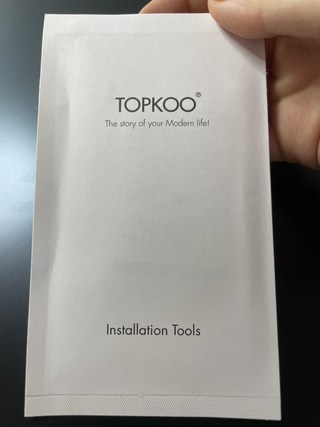 TOPKOO®
The story of your Modern life!
Installation Tools